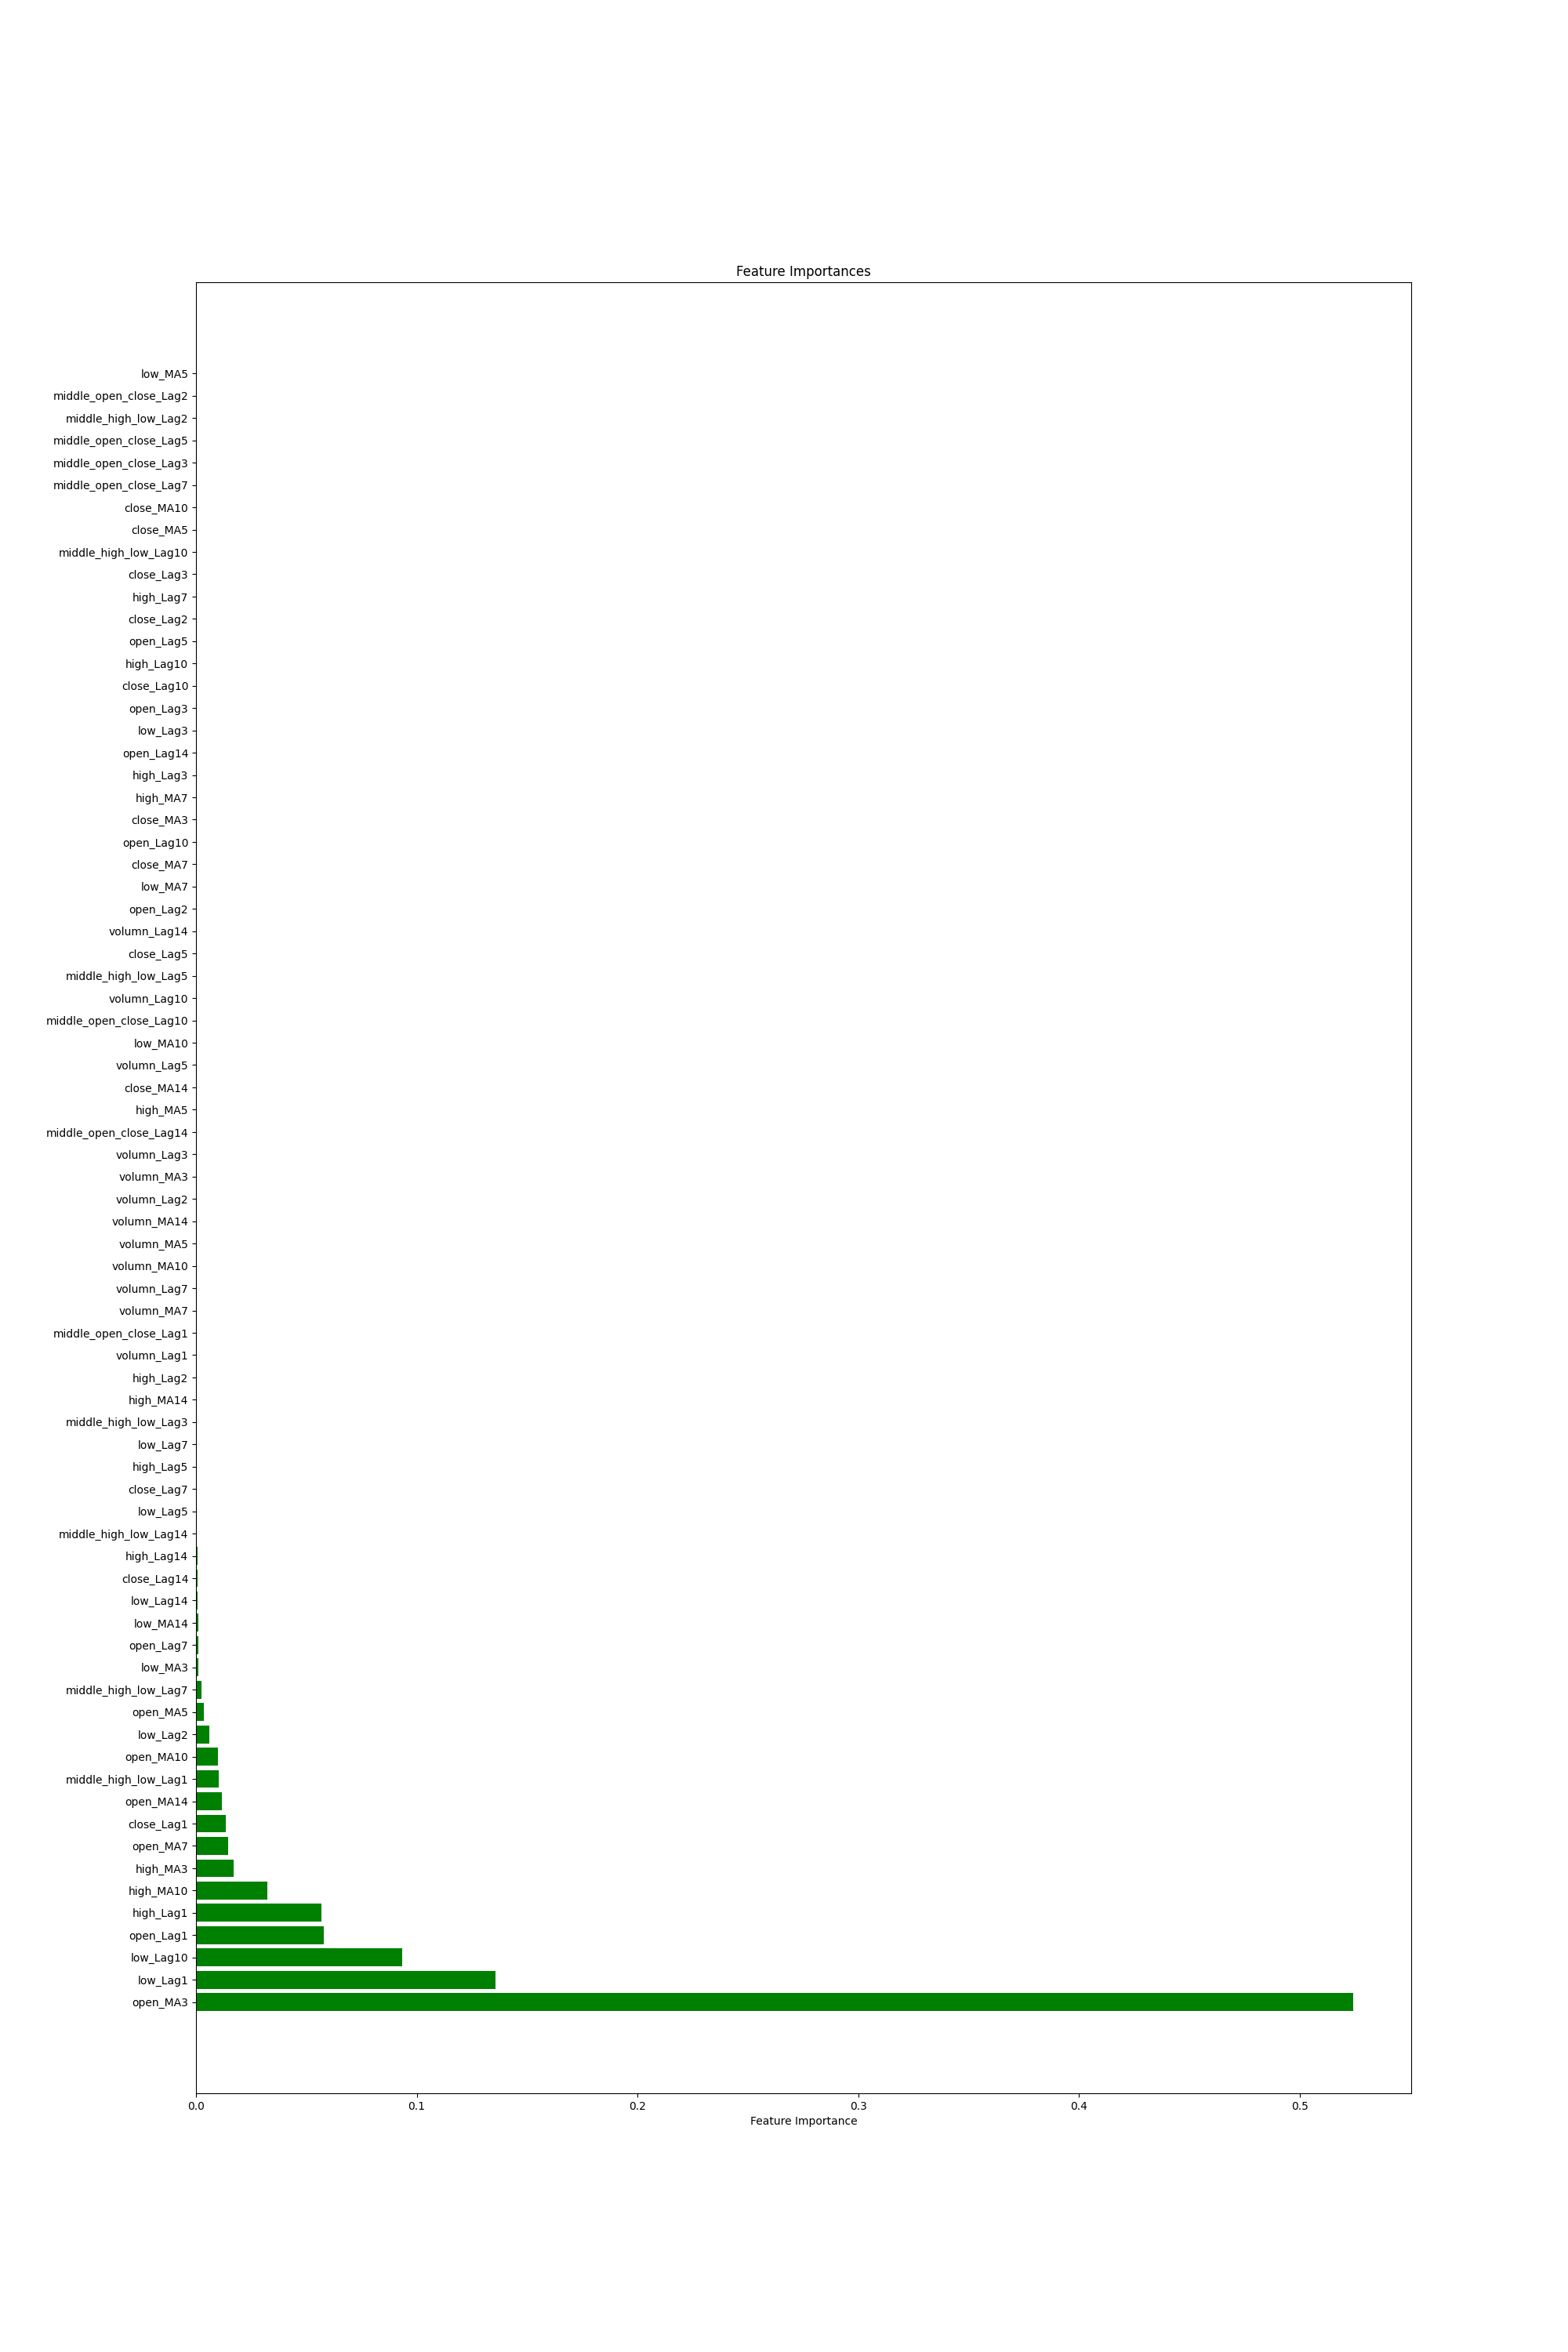 Feature Importances
low_MA5
middle_open_close_Lag2
middle_high_low_Lag2
middle_open_close_Lag5
middle_open_close_Lag3
middle_open_close_Lag7
close_MA10
close_MA5
middle_high_low_Lag10
close_Lag3
high_Lag7
close_Lag2
open_Lag5
high_Lag10
close_Lag10
open_Lag3
low_Lag3
open_Lag14
high_Lag3
high_MA7
close_MA3
open_Lag10
close_MA7
low_MA7
open_Lag2
volumn_Lag14
close_Lag5
middle_high_low_Lag5
volumn_Lag10
middle_open_close_Lag10
low_MA10
volumn_Lag5
close_MA14
high_MA5
middle_open_close_Lag14
volumn_Lag3
volumn_MA3
volumn_Lag2
volumn_MA14
volumn_MA5
volumn_MA10
volumn_Lag7
volumn_MA7
middle_open_close_Lag1
volumn_Lag1
high_Lag2
high_MA14
middle_high_low_Lag3
low_Lag7
high_Lag5
close_Lag7
low_Lag5
middle_high_low_Lag14
high_Lag14
close_Lag14
low_Lag14
low_MA14
open_Lag7
low_MA3
middle_high_low_Lag7
open_MA5
low_Lag2
open_MA10
middle_high_low_Lag1
open_MA14
close_Lag1
open_MA7
high_MA3
high_MA10
high_Lag1
open_Lag1
low_Lag10
low_Lag1
open_MA3
0.0 0.1 0.2 0.3 0.4 0.5
Feature Importance